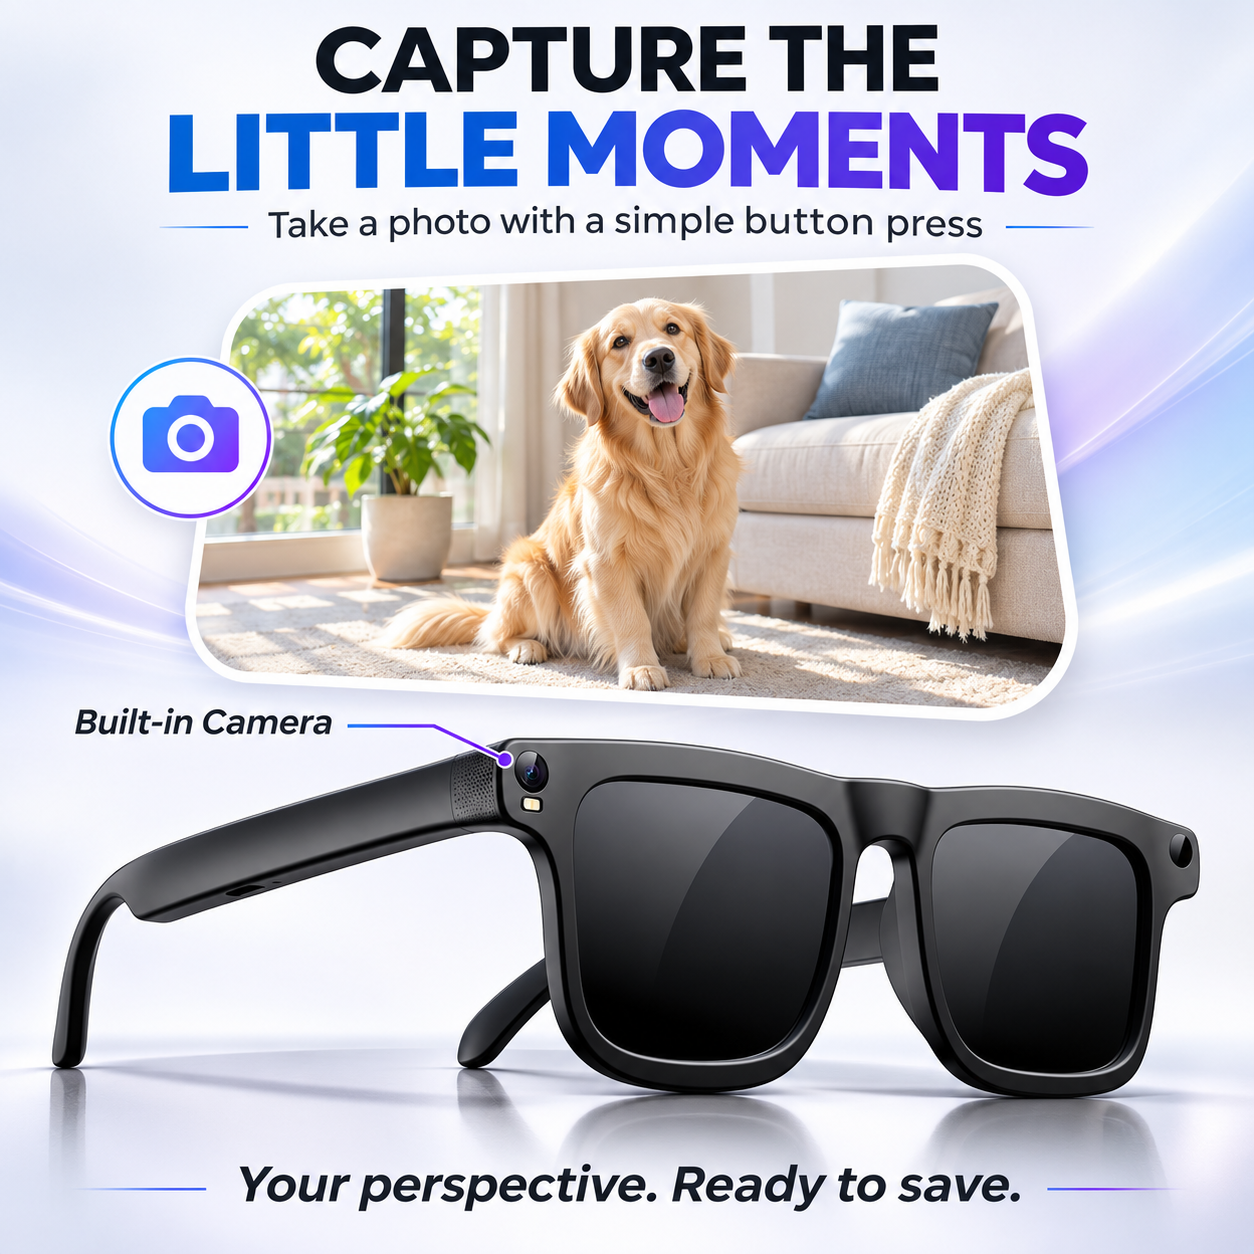 CAPTURE THE
LITTLE MOMENTS
Take a photo with a simple button press
Built-in Camera
Your perspective. Ready to save.